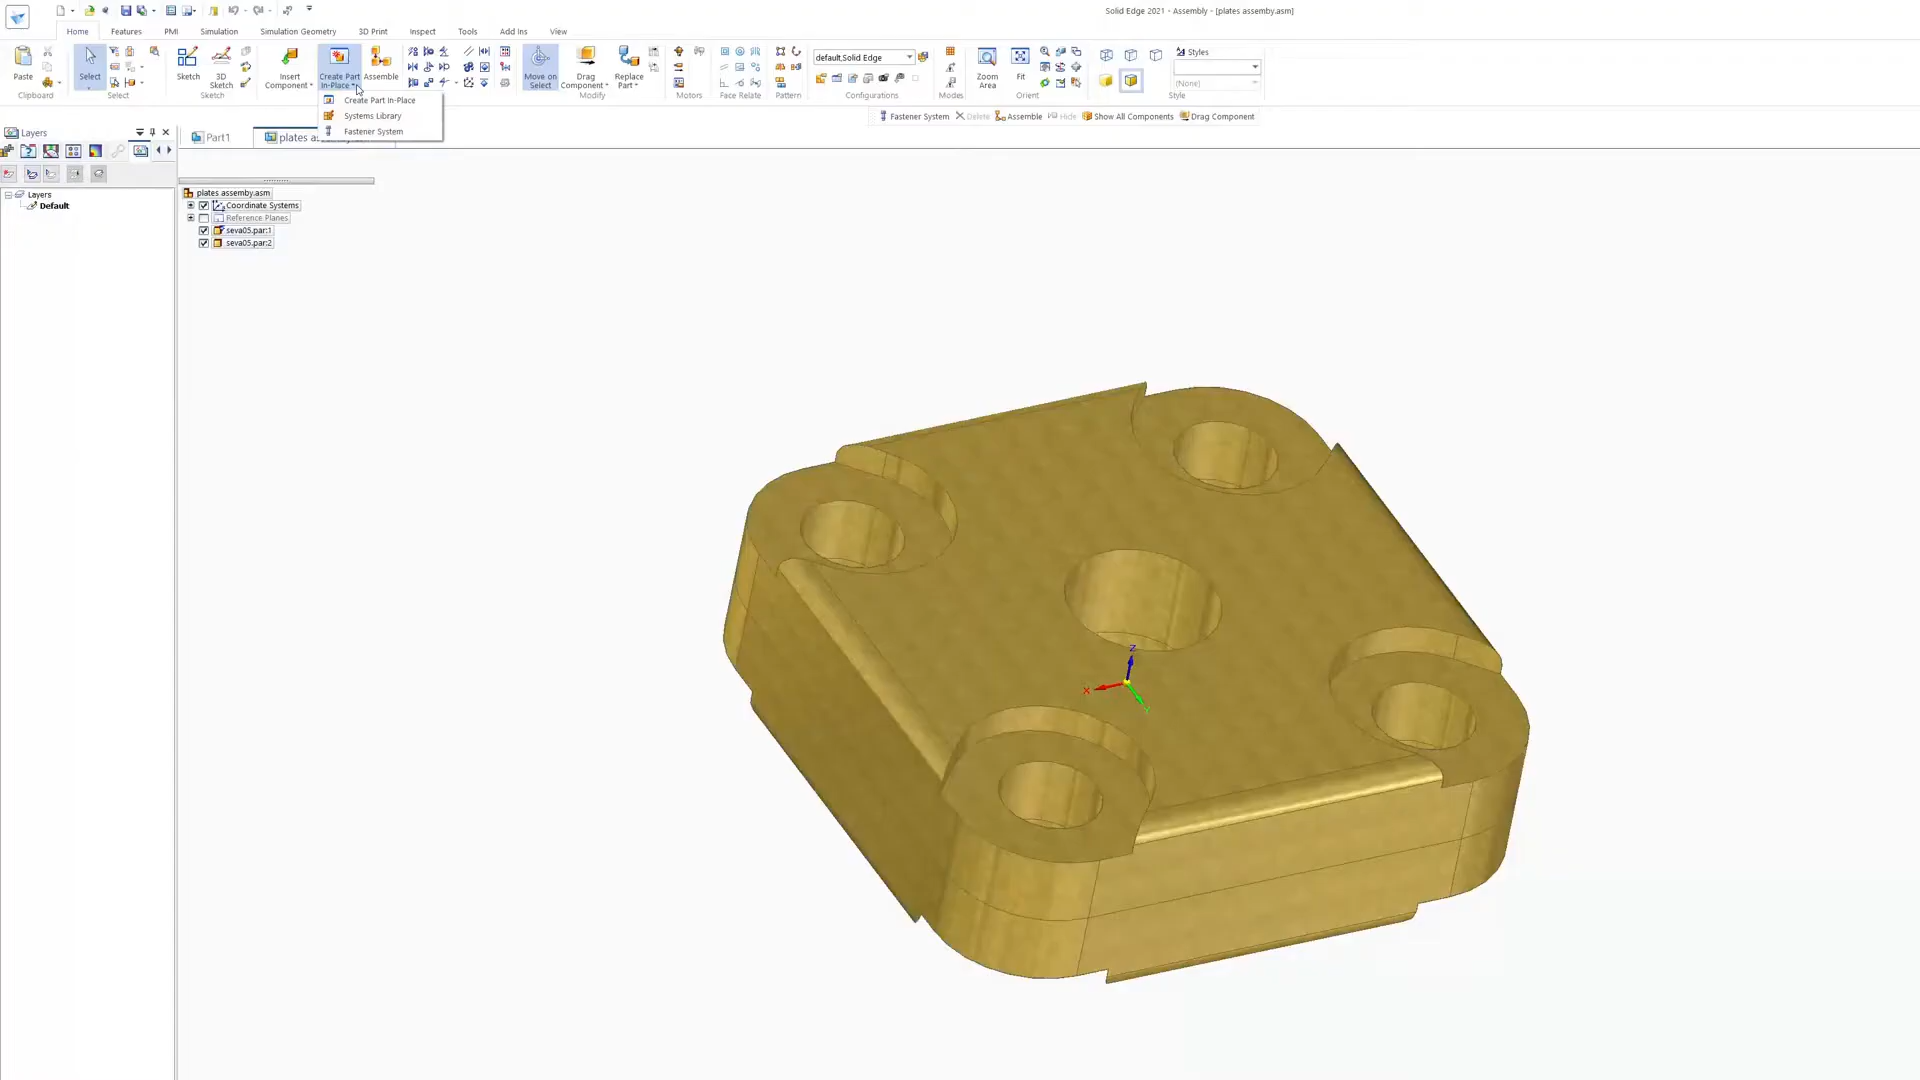 Solid Edge 2021 - Assembly - [plates assemby.asm]
Home Features PMI Simulation Simulation Geometry 3D Print Inspect Tools Add Ins View
Paste
Clipboard
Select
Select
Sketch
3D Sketch
Sketch
Insert Component
Create Part In-Place
Assemble
Move on Select
Drag Component
Replace Part
Modify
Motors
Face Relate
Pattern
default,Solid Edge
Configurations
Modes
Zoom Area
Fit
Orient
Styles
(None)
Style
Create Part In-Place
Systems Library
Fastener System
Fastener System Delete Assemble Hide Show All Components Drag Component
Layers
Part1
plates as
Layers
Default
plates assemby.asm
Coordinate Systems
Reference Planes
seva05.par:1
seva05.par:2
Z
X
Y